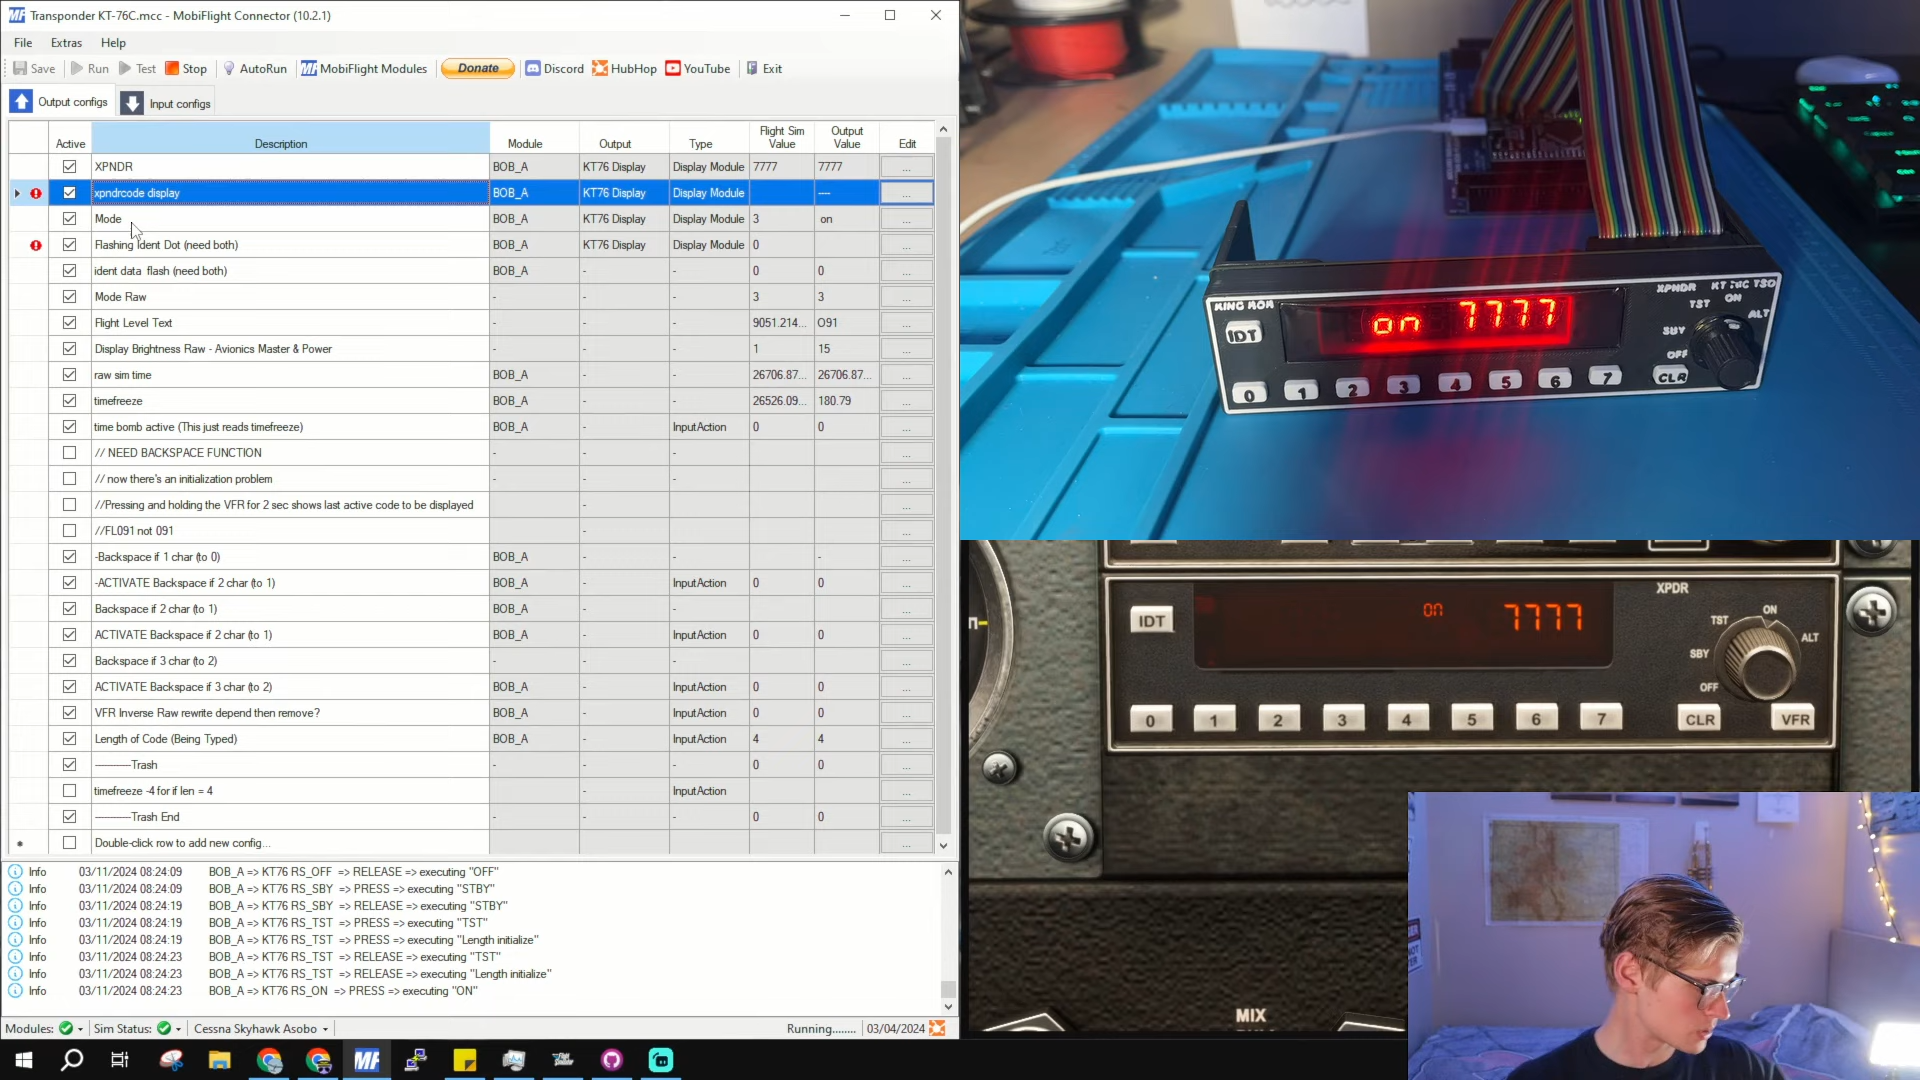 Transponder KT-76C.mcc - MobiFlight Connector (10.2.1)
File Extras Help
Save Run Test Stop AutoRun MobiFlight Modules Donate Discord HubHop YouTube Exit
Output configs Input configs
Active Description Module Output Type Flight Sim Value Output Value Edit
XPNDR BOB_A KT76 Display Display Module 7777 7777 ...
xpndrcode display BOB_A KT76 Display Display Module ---- ...
Mode BOB_A KT76 Display Display Module 3 on ...
Flashing Ident Dot (need both) BOB_A KT76 Display Display Module 0 ...
ident data flash (need both) BOB_A - - 0 0 ...
Mode Raw - - - 3 3 ...
Flight Level Text - - - 9051.214... O91 ...
Display Brightness Raw - Avionics Master & Power - - - 1 15 ...
raw sim time BOB_A - - 26706.87... 26706.87... ...
timefreeze BOB_A - - 26526.09... 180.79 ...
time bomb active (This just reads timefreeze) BOB_A - InputAction 0 0 ...
// NEED BACKSPACE FUNCTION - - - ...
// now there's an initialization problem - - - ...
//Pressing and holding the VFR for 2 sec shows last active code to be displayed - ...
//FL091 not 091 - ...
-Backspace if 1 char (to 0) BOB_A - - - ...
-ACTIVATE Backspace if 2 char (to 1) BOB_A - InputAction 0 0 ...
Backspace if 2 char (to 1) BOB_A - - ...
ACTIVATE Backspace if 2 char (to 1) BOB_A - InputAction 0 0 ...
Backspace if 3 char (to 2) - - - ...
ACTIVATE Backspace if 3 char (to 2) BOB_A - InputAction 0 0 ...
VFR Inverse Raw rewrite depend then remove? BOB_A - InputAction 0 0 ...
Length of Code (Being Typed) BOB_A - InputAction 4 4 ...
----------Trash - - - 0 0 ...
timefreeze -4 for if len = 4 - InputAction ...
----------Trash End - - - 0 0 ...
Double-click row to add new config... ...
Info 03/11/2024 08:24:09 BOB_A => KT76 RS_OFF => RELEASE => executing "OFF"
Info 03/11/2024 08:24:09 BOB_A => KT76 RS_SBY => PRESS => executing "STBY"
Info 03/11/2024 08:24:19 BOB_A => KT76 RS_SBY => RELEASE => executing "STBY"
Info 03/11/2024 08:24:19 BOB_A => KT76 RS_TST => PRESS => executing "TST"
Info 03/11/2024 08:24:19 BOB_A => KT76 RS_TST => PRESS => executing "Length initialize"
Info 03/11/2024 08:24:23 BOB_A => KT76 RS_TST => RELEASE => executing "TST"
Info 03/11/2024 08:24:23 BOB_A => KT76 RS_TST => RELEASE => executing "Length initialize"
Info 03/11/2024 08:24:23 BOB_A => KT76 RS_ON => PRESS => executing "ON"
Modules: Sim Status: Cessna Skyhawk Asobo Running........ 03/04/2024
MF
KING
XPNDR KT TSO
TST ON
ALT
SBY
OFF
IDT
on 7777
CLR
0 1 2 3 4 5 6 7
XPDR
IDT
on 7777
TST ON ALT
SBY
OFF
0 1 2 3 4 5 6 7 CLR VFR
MIX